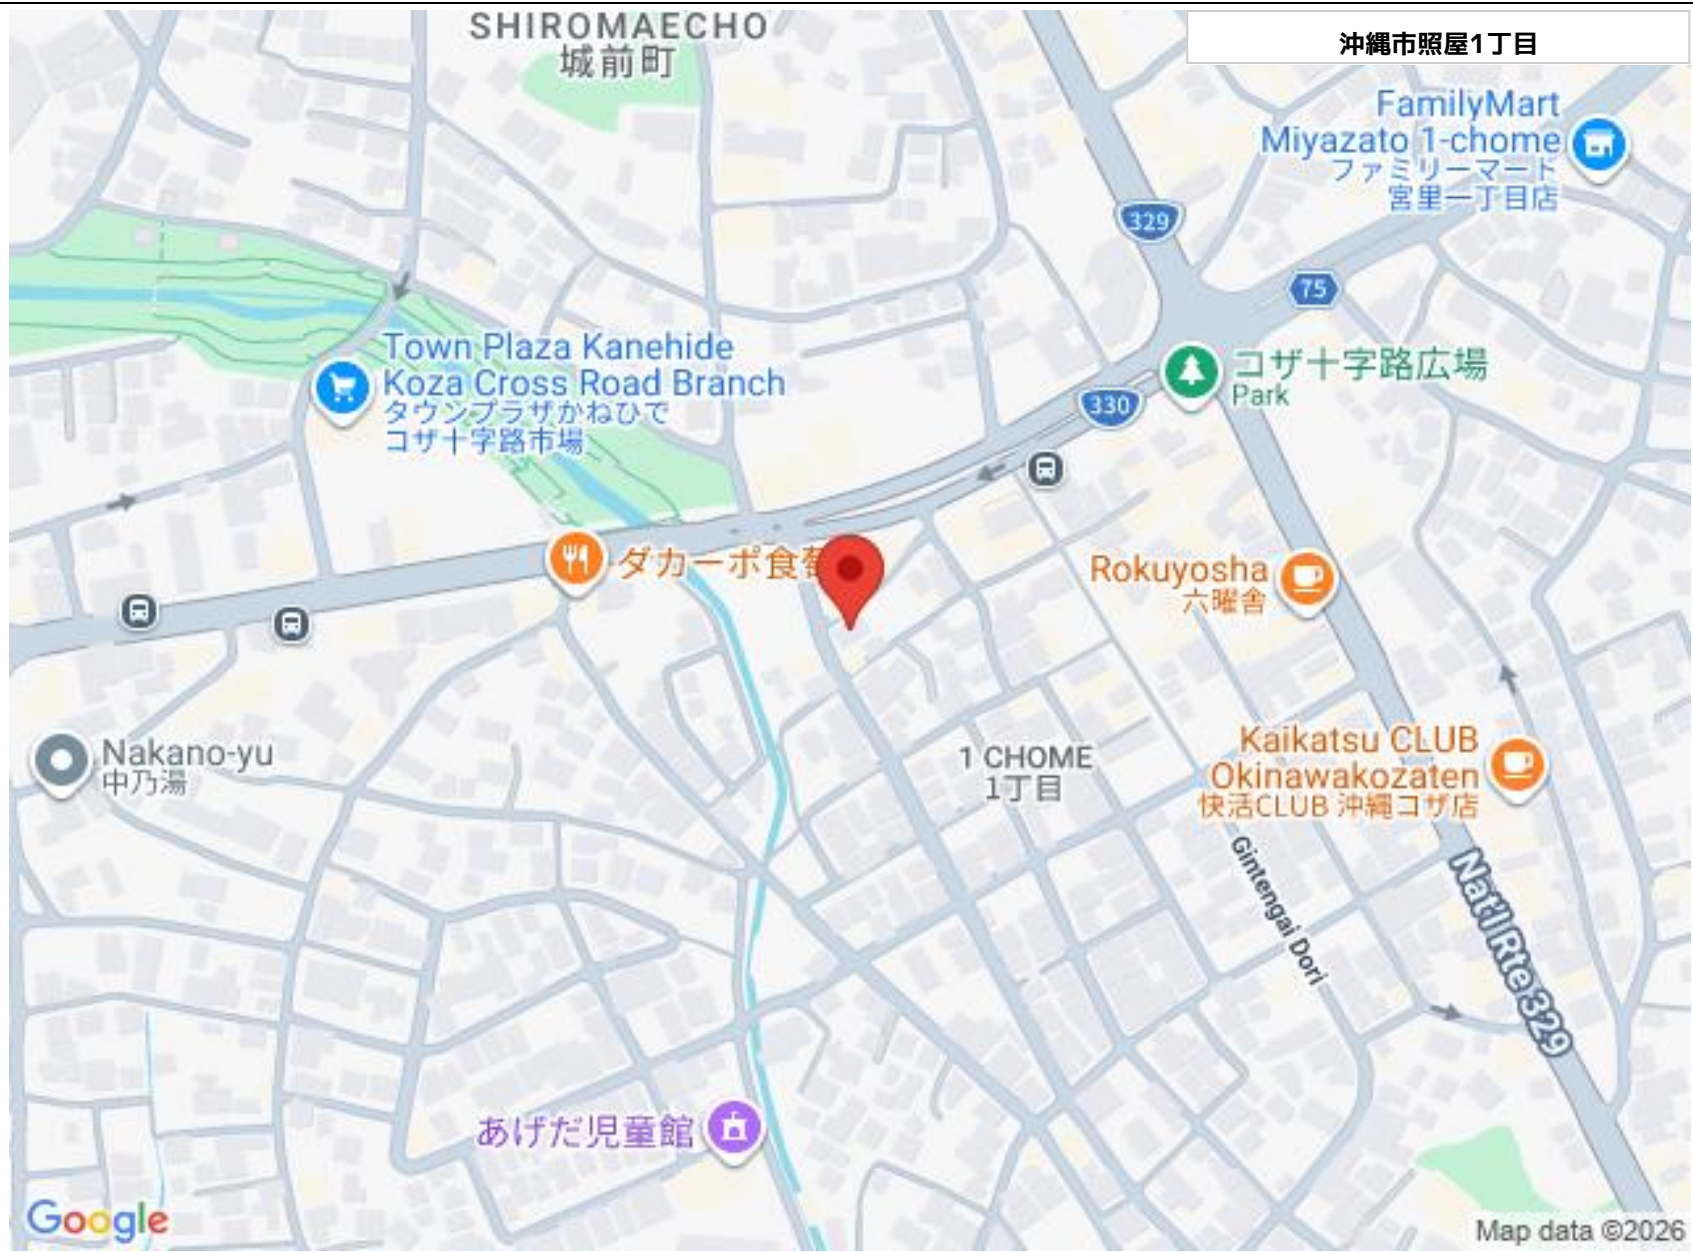 SHIROMAECHO
城前町
沖縄市照屋1丁目
FamilyMart
Miyazato 1-chome
ファミリーマート
宮里一丁目店
329
75
Town Plaza Kanehide
Koza Cross Road Branch
タウンプラザかねひで
コザ十字路市場
コザ十字路広場
Park
330
ダカーポ食
Rokuyosha
六曜舎
Nakano-yu
中乃湯
1 CHOME
1丁目
Kaikatsu CLUB
Okinawakozaten
快活CLUB 沖縄コザ店
Gintengai Dori
Nat'l Rte 329
あげだ児童館
Google
Map data ©2026